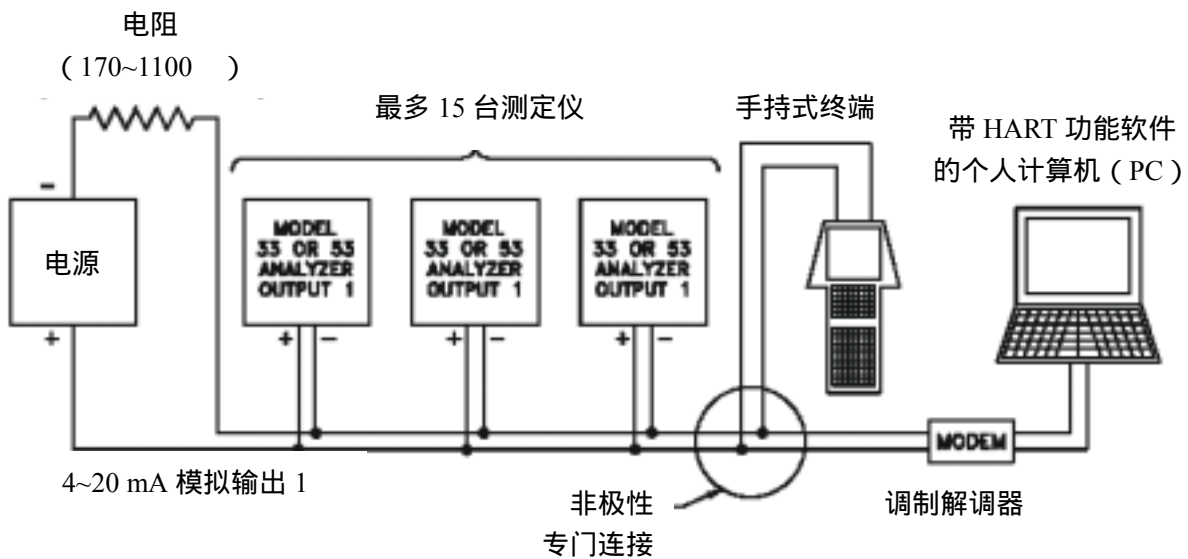 电阻
（170~1100 ）
最多 15 台测定仪
手持式终端
带 HART 功能软件
的个人计算机（PC）
-
电源
+
MODEL
33 OR 53
ANALYZER
OUTPUT 1
+ -
MODEL
33 OR 53
ANALYZER
OUTPUT 1
+ -
MODEL
33 OR 53
ANALYZER
OUTPUT 1
+ -
MODEM
4~20 mA 模拟输出 1
非极性
专门连接
调制解调器